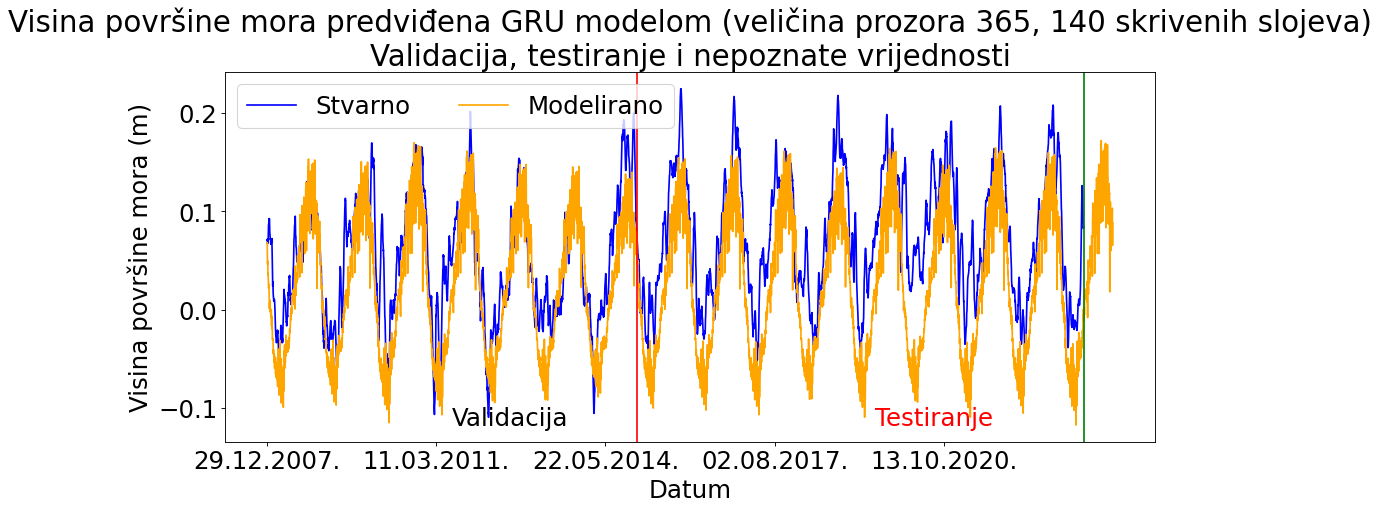 Visina površine mora predviđena GRU modelom (veličina prozora 365, 140 skrivenih slojeva)
Validacija, testiranje i nepoznate vrijednosti
Stvarno
Modelirano
Visina površine mora (m)
0.2
0.1
0.0
−0.1
Validacija
Testiranje
29.12.2007.
11.03.2011.
22.05.2014.
02.08.2017.
13.10.2020.
Datum